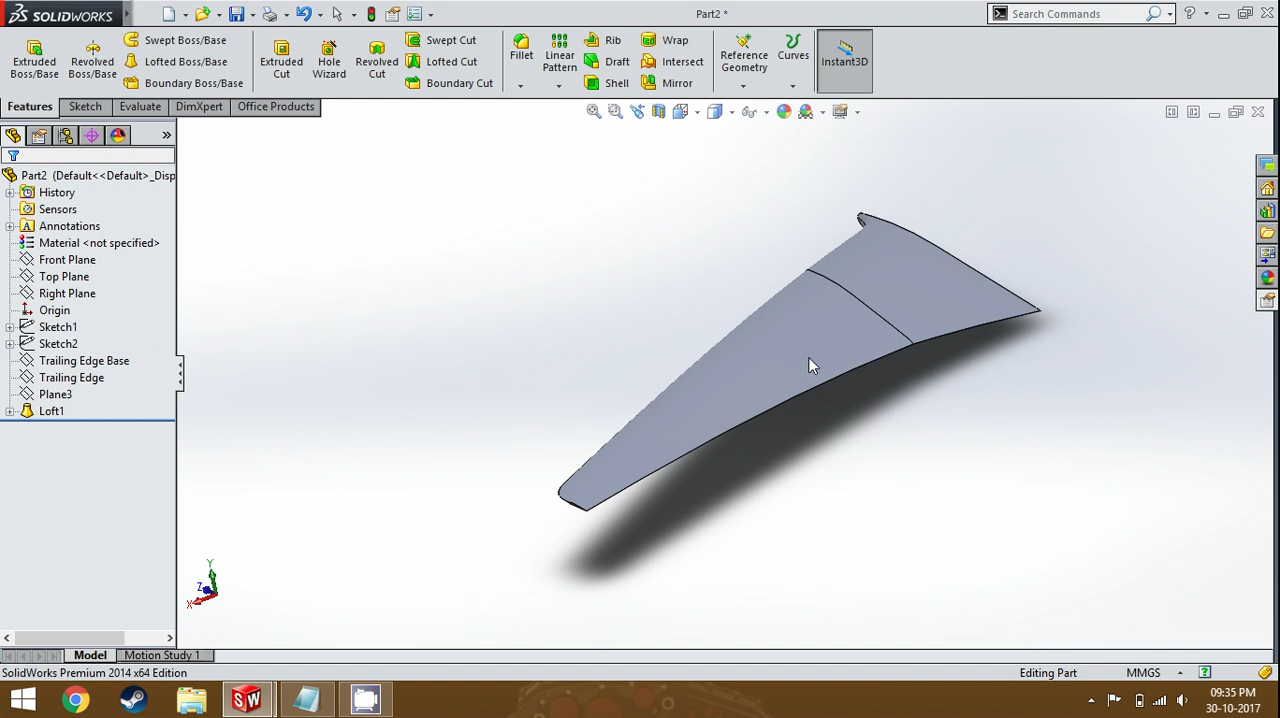 SOLIDWORKS
Part2 *
Search Commands
Extruded Boss/Base
Revolved Boss/Base
Swept Boss/Base
Lofted Boss/Base
Boundary Boss/Base
Extruded Cut
Hole Wizard
Revolved Cut
Swept Cut
Lofted Cut
Boundary Cut
Fillet
Linear Pattern
Rib
Draft
Shell
Wrap
Intersect
Mirror
Reference Geometry
Curves
Instant3D
Features
Sketch
Evaluate
DimXpert
Office Products
Part2 (Default<<Default>_Disp
History
Sensors
A Annotations
Material <not specified>
Front Plane
Top Plane
Right Plane
Origin
Sketch1
Sketch2
Trailing Edge Base
Trailing Edge
Plane3
Loft1
Y
Z
X
Model
Motion Study 1
SolidWorks Premium 2014 x64 Edition
Editing Part
MMGS
SW
09:35 PM
30-10-2017